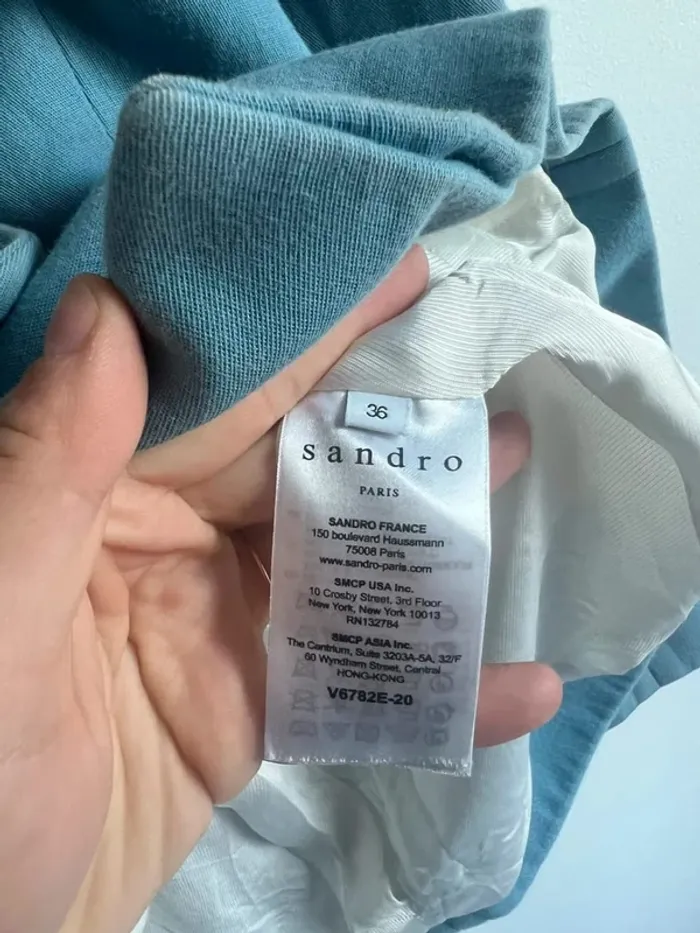 36
sandro
PARIS
SANDRO FRANCE
150 boulevard Haussmann
75008 Paris
www.sandro-paris.com
SMCP USA Inc.
10 Crosby Street, 3rd Floor
New York, New York 10013
RN132784
SMCP ASIA Inc.
The Centrium, Suite 3203A-5A, 32/F
60 Wyndham Street, Central
HONG-KONG
V6782E-20